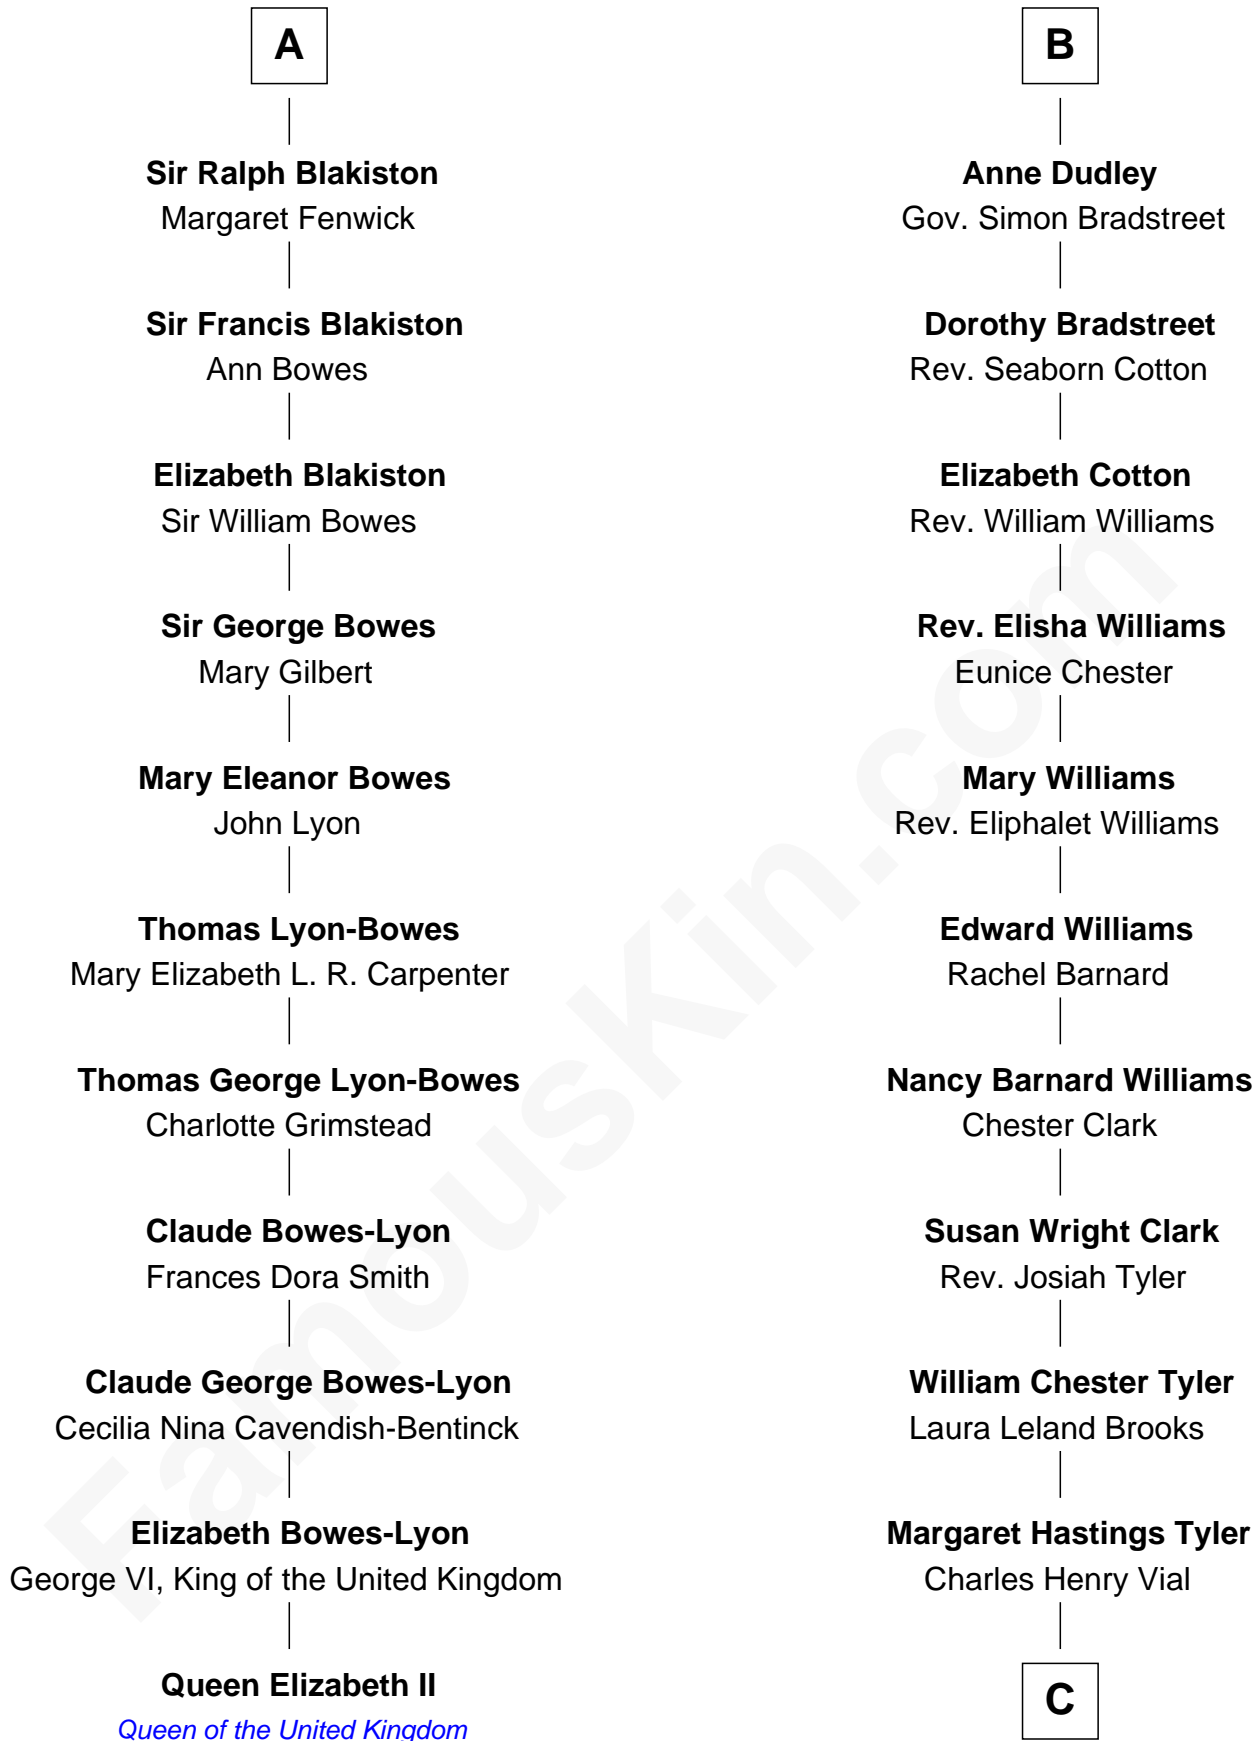 A
Sir Ralph Blakiston
Margaret Fenwick
Sir Francis Blakiston
Ann Bowes
Elizabeth Blakiston
Sir William Bowes
Sir George Bowes
Mary Gilbert
Mary Eleanor Bowes
John Lyon
Thomas Lyon-Bowes
Mary Elizabeth L. R. Carpenter
Thomas George Lyon-Bowes
Charlotte Grimstead
Claude Bowes-Lyon
Frances Dora Smith
Claude George Bowes-Lyon
Cecilia Nina Cavendish-Bentinck
Elizabeth Bowes-Lyon
George VI, King of the United Kingdom
Queen Elizabeth II
Queen of the United Kingdom
B
Anne Dudley
Gov. Simon Bradstreet
Dorothy Bradstreet
Rev. Seaborn Cotton
Elizabeth Cotton
Rev. William Williams
Rev. Elisha Williams
Eunice Chester
Mary Williams
Rev. Eliphalet Williams
Edward Williams
Rachel Barnard
Nancy Barnard Williams
Chester Clark
Susan Wright Clark
Rev. Josiah Tyler
William Chester Tyler
Laura Leland Brooks
Margaret Hastings Tyler
Charles Henry Vial
C
FamousKin.com